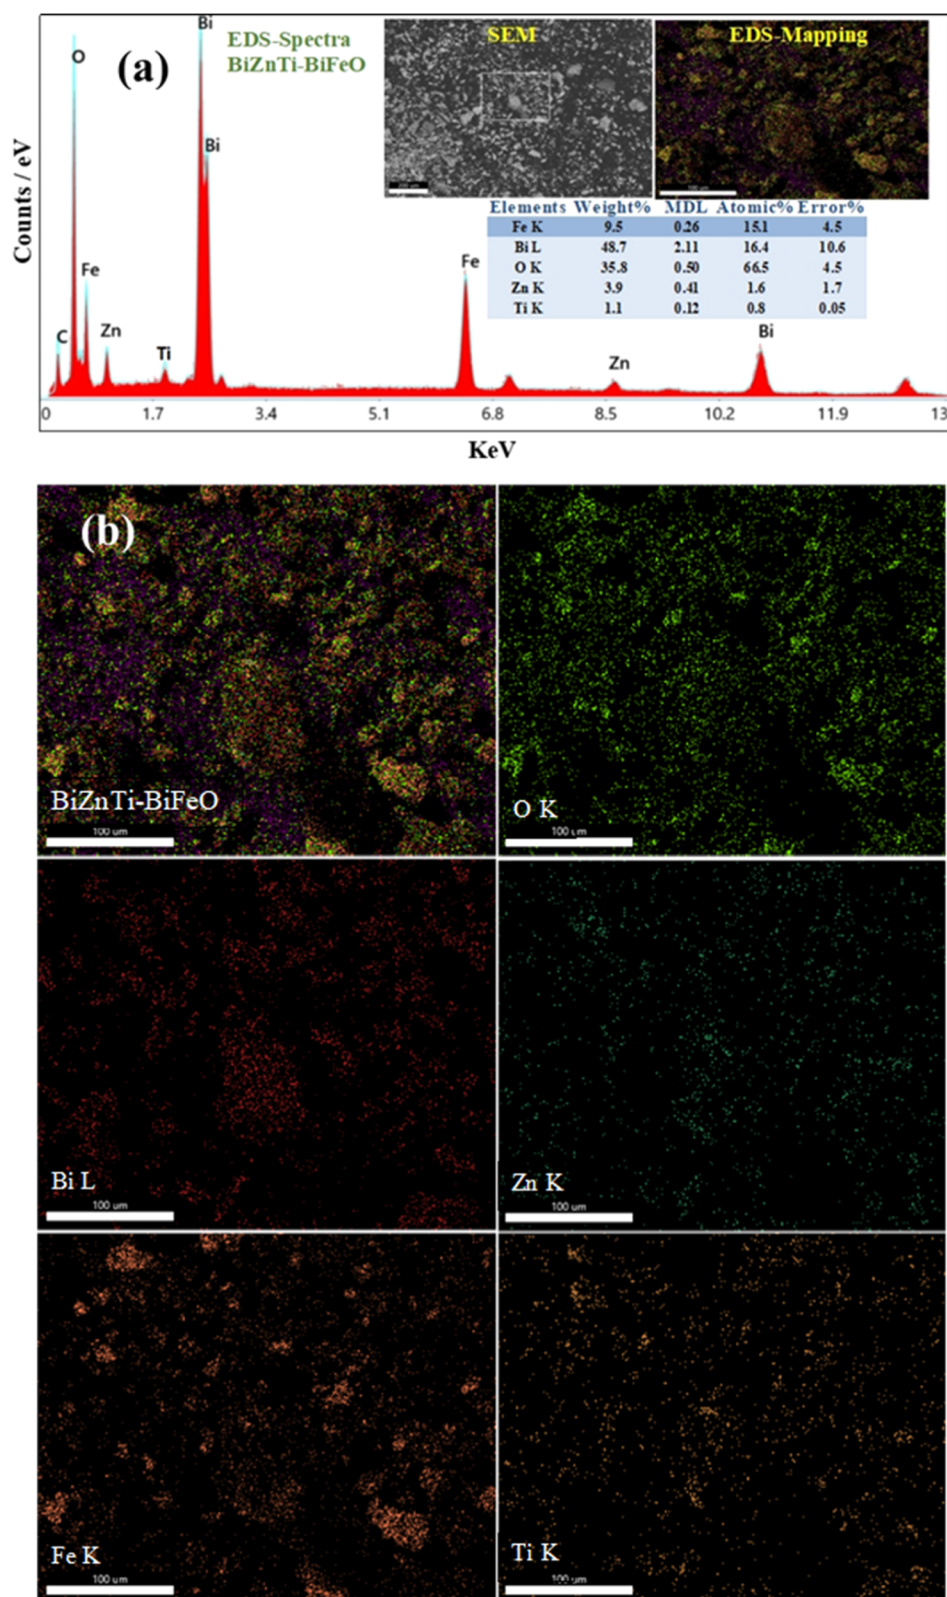 (a)
EDS-Spectra
BiZnTi-BiFeO
SEM
EDS-Mapping
Counts / eV
O
Bi
Bi
Fe
C
Zn
Ti
Fe
Zn
Bi
Elements Weight% MDL Atomic% Error%
Fe K 9.5 0.26 15.1 4.5
Bi L 48.7 2.11 16.4 10.6
O K 35.8 0.50 66.5 4.5
Zn K 3.9 0.41 1.6 1.7
Ti K 1.1 0.12 0.8 0.05
0 1.7 3.4 5.1 6.8 8.5 10.2 11.9 13
KeV
(b)
BiZnTi-BiFeO
100 um
O K
100 um
Bi L
100 um
Zn K
100 um
Fe K
100 um
Ti K
100 um